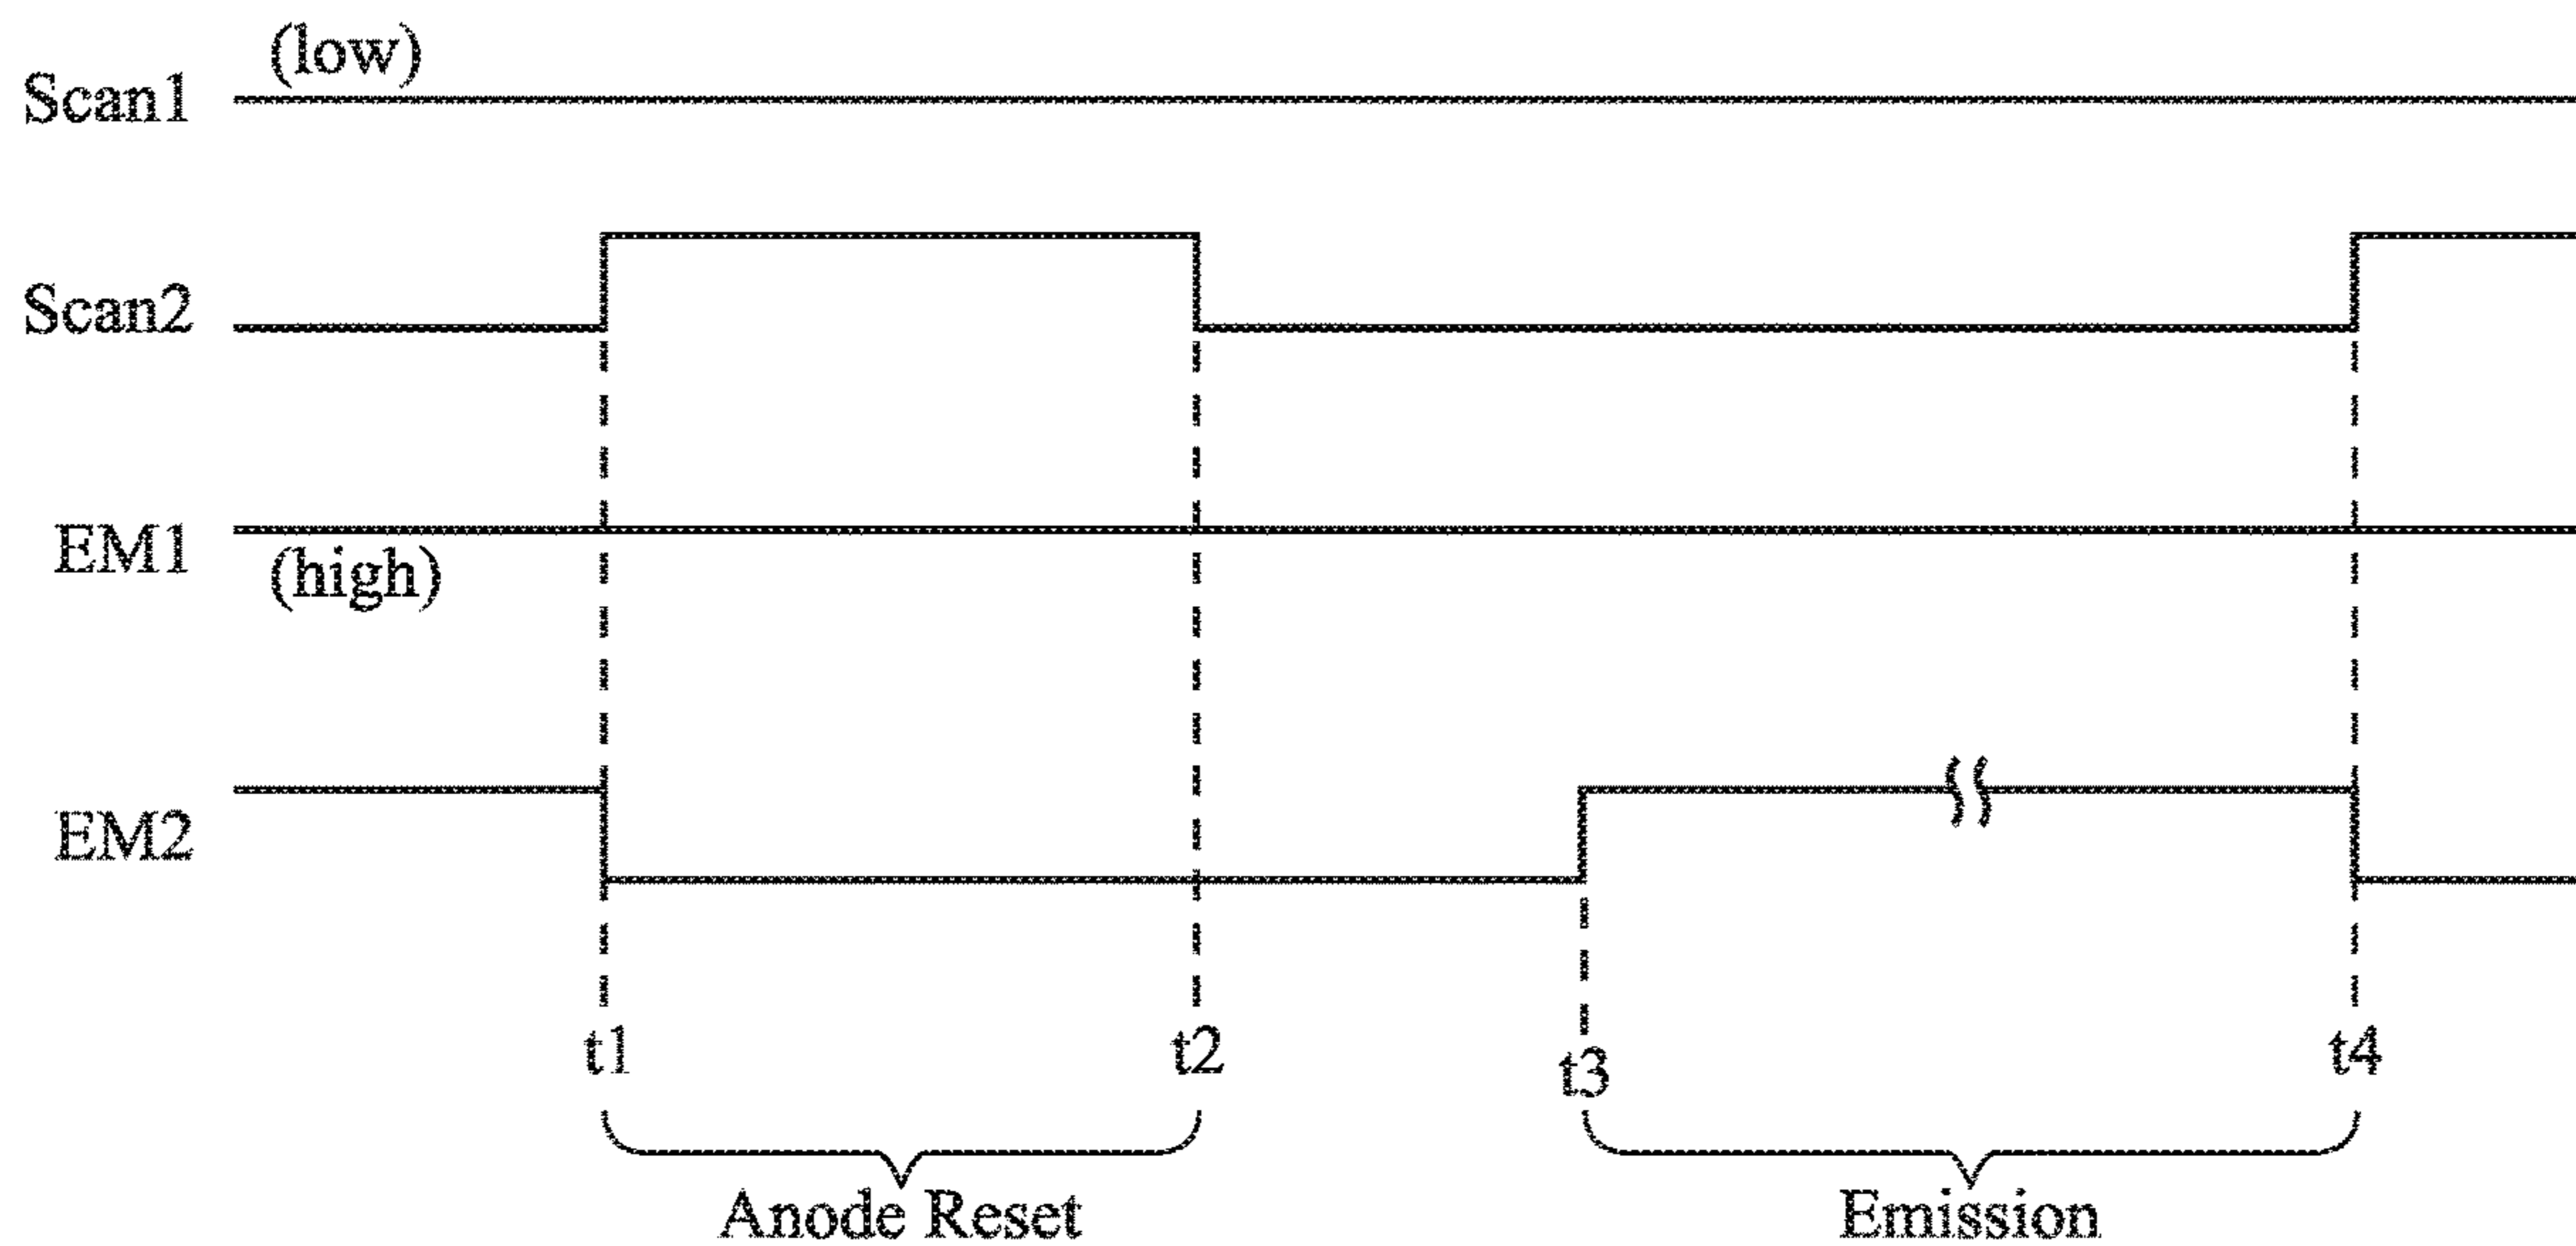 (low)
Scan1
Scan2
EM1
(high)
EM2
t1
t2
t3
t4
Anode Reset
Emission